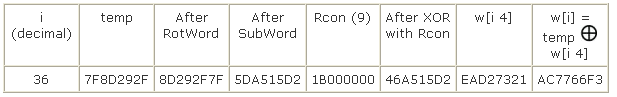 i (decimal) temp After RotWord After SubWord Rcon (9) After XOR with Rcon w[i 4] w[i] = temp ⊕ w[i 4]
36 7F8D292F 8D292F7F 5DA515D2 1B000000 46A515D2 EAD27321 AC7766F3